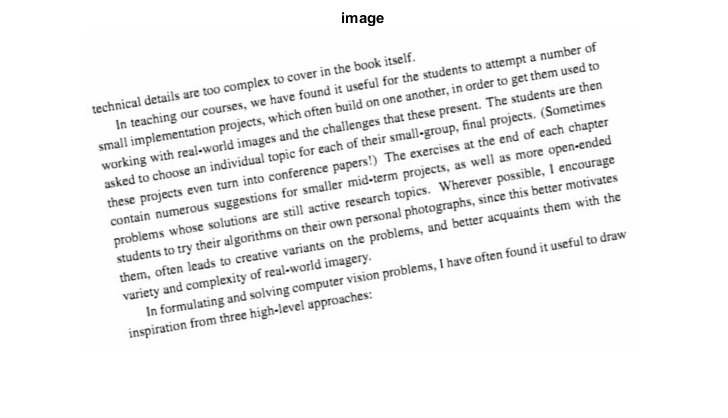 image
technical details are too complex to cover in the book itself.
In teaching our courses, we have found it useful for the students to attempt a number of
small implementation projects, which often build on one another, in order to get them used to
working with real-world images and the challenges that these present. The students are then
asked to choose an individual topic for each of their small-group, final projects. (Sometimes
these projects even turn into conference papers!) The exercises at the end of each chapter
contain numerous suggestions for smaller mid-term projects, as well as more open-ended
problems whose solutions are still active research topics. Wherever possible, I encourage
students to try their algorithms on their own personal photographs, since this better motivates
them, often leads to creative variants on the problems, and better acquaints them with the
variety and complexity of real-world imagery.
In formulating and solving computer vision problems, I have often found it useful to draw
inspiration from three high-level approaches: